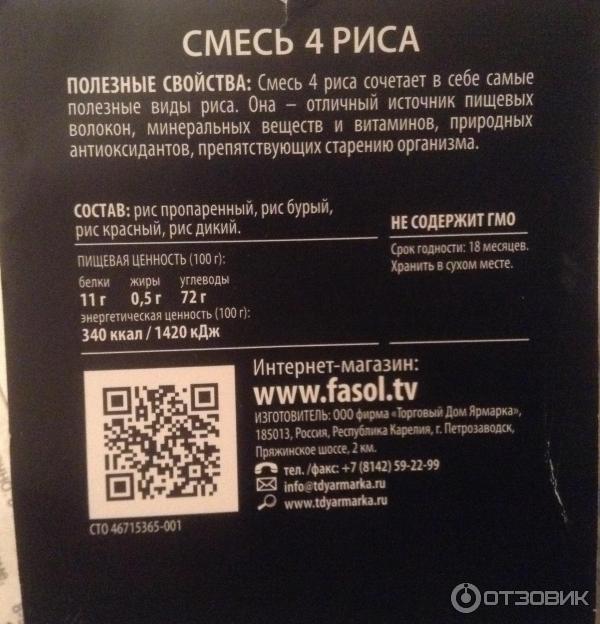 СМЕСЬ 4 РИСА
ПОЛЕЗНЫЕ СВОЙСТВА: Смесь 4 риса сочетает в себе самые
полезные виды риса. Она – отличный источник пищевых
волокон, минеральных веществ и витаминов, природных
антиоксидантов, препятствующих старению организма.
СОСТАВ: рис пропаренный, рис бурый,
рис красный, рис дикий.
ПИЩЕВАЯ ЦЕННОСТЬ (100 г):
белки жиры углеводы
11 г 0,5 г 72 г
энергетическая ценность (100 г):
340 ккал / 1420 кДж
НЕ СОДЕРЖИТ ГМО
Срок годности: 18 месяцев.
Хранить в сухом месте.
Интернет-магазин:
www.fasol.tv
ИЗГОТОВИТЕЛЬ: ООО фирма «Торговый Дом Ярмарка»,
185013, Россия, Республика Карелия, г. Петрозаводск,
Пряжинское шоссе, 2 км.
тел. /факс: +7 (8142) 59-22-99
info@tdyarmarka.ru
www.tdyarmarka.ru
СТО 46715365-001
ОТЗОВИК